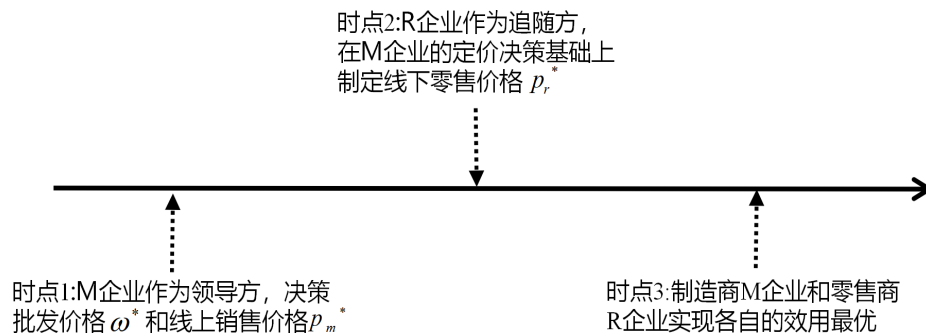 时点2:R企业作为追随方,
在M企业的定价决策基础上
制定线下零售价格 p_r^*
时点1:M企业作为领导方，决策
批发价格 ω^* 和线上销售价格p_m^*
时点3:制造商M企业和零售商
R企业实现各自的效用最优